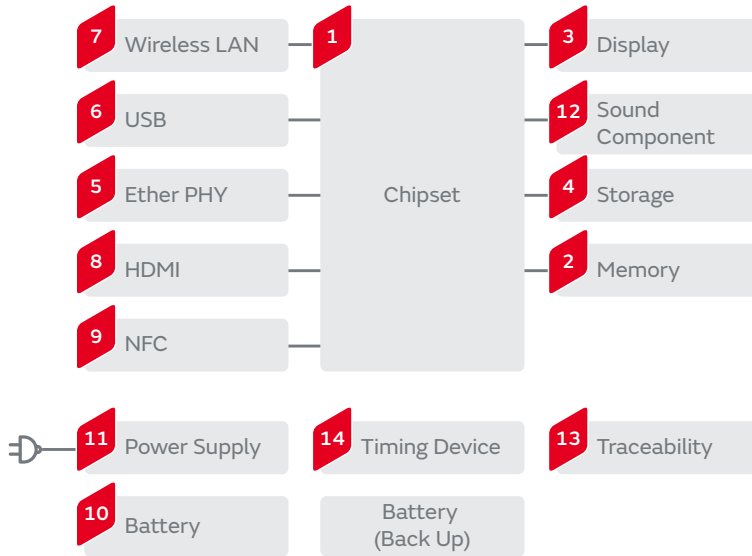 7
Wireless LAN
1
3
Display
6
USB
12
Sound
Component
5
Ether PHY
Chipset
4
Storage
8
HDMI
2
Memory
9
NFC
11
Power Supply
14
Timing Device
13
Traceability
10
Battery
Battery
(Back Up)